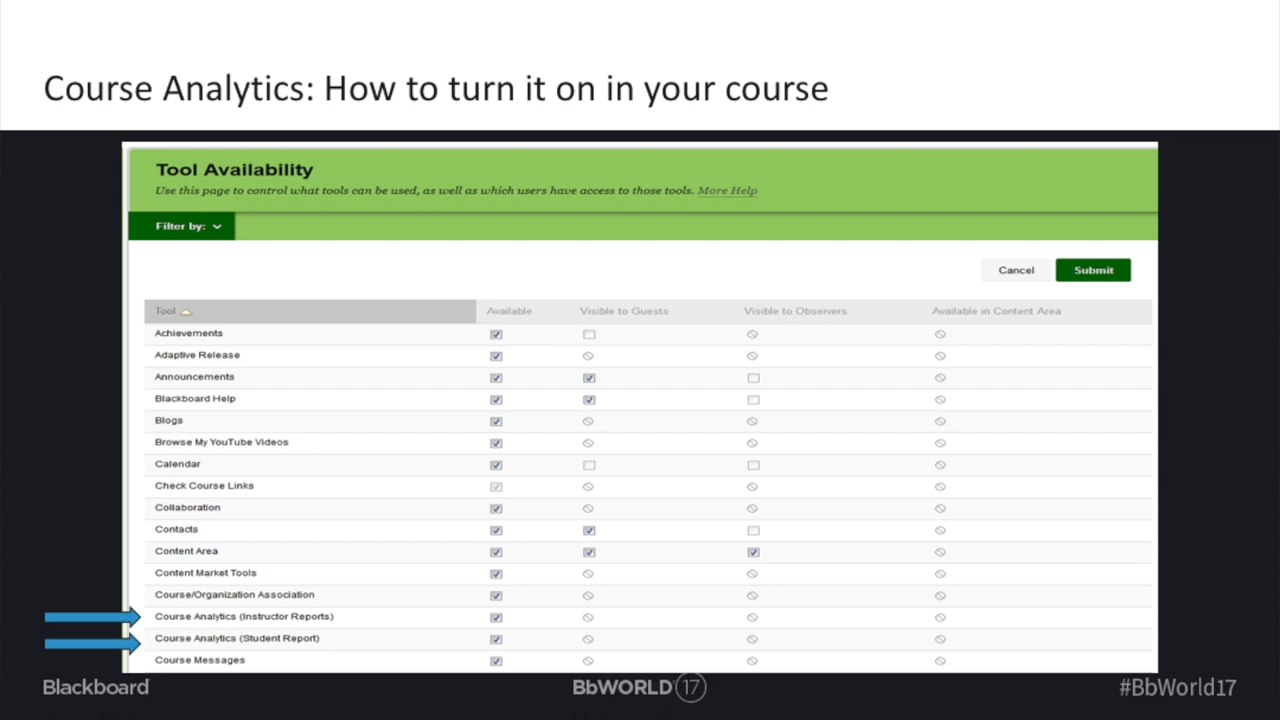 Course Analytics: How to turn it on in your course
Tool Availability
Use this page to control what tools can be used, as well as which users have access to those tools. More Help
Filter by:
Cancel Submit
Tool Available Visible to Guests Visible to Observers Available in Content Area
Achievements
Adaptive Release
Announcements
Blackboard Help
Blogs
Browse My YouTube Videos
Calendar
Check Course Links
Collaboration
Contacts
Content Area
Content Market Tools
Course/Organization Association
Course Analytics (Instructor Reports)
Course Analytics (Student Report)
Course Messages
Blackboard BbWORLD 17 #BbWorld17